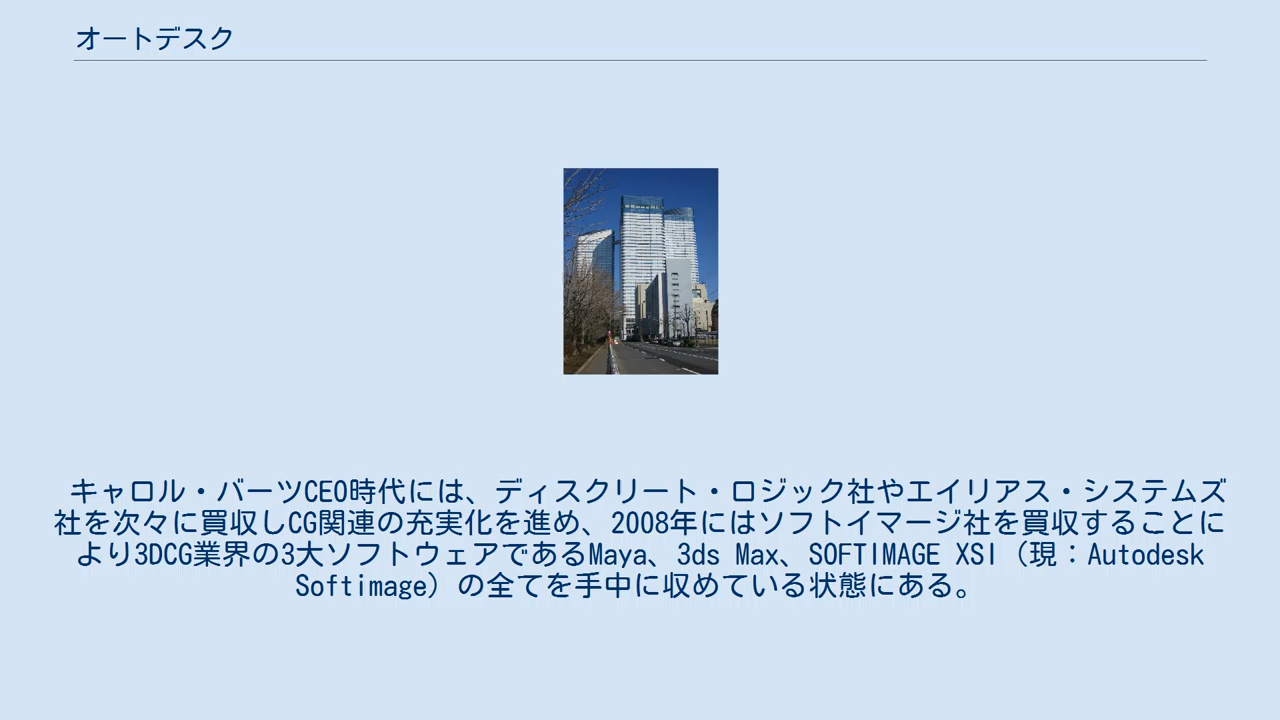 オートデスク
キャロル・バーツCEO時代には、ディスクリート・ロジック社やエイリアス・システムズ
社を次々に買収しCG関連の充実化を進め、2008年にはソフトイマージ社を買収することに
より3DCG業界の3大ソフトウェアであるMaya、3ds Max、SOFTIMAGE XSI（現：Autodesk
Softimage）の全てを手中に収めている状態にある。